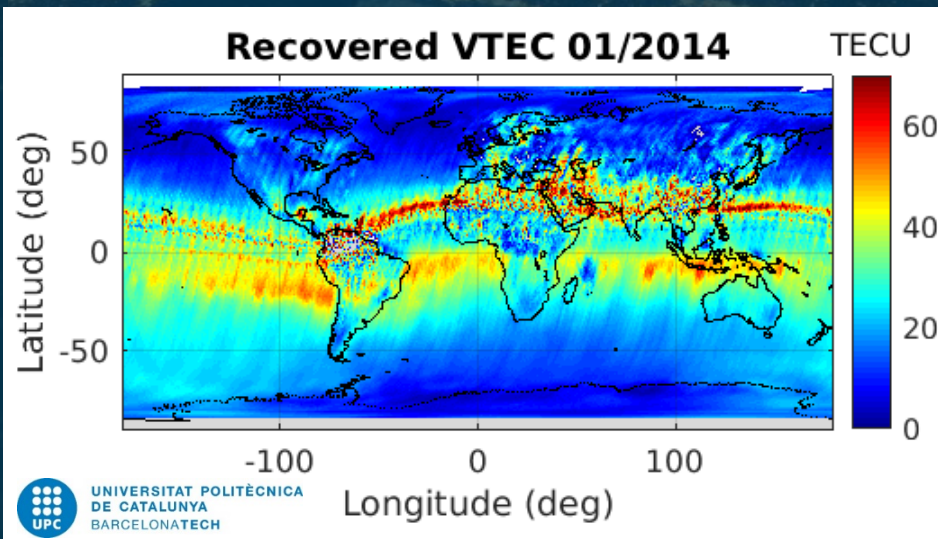 Recovered VTEC 01/2014
TECU
Latitude (deg)
50
0
-50
-100
0
100
Longitude (deg)
60
40
20
0
UPC
UNIVERSITAT POLITÈCNICA
DE CATALUNYA
BARCELONATECH